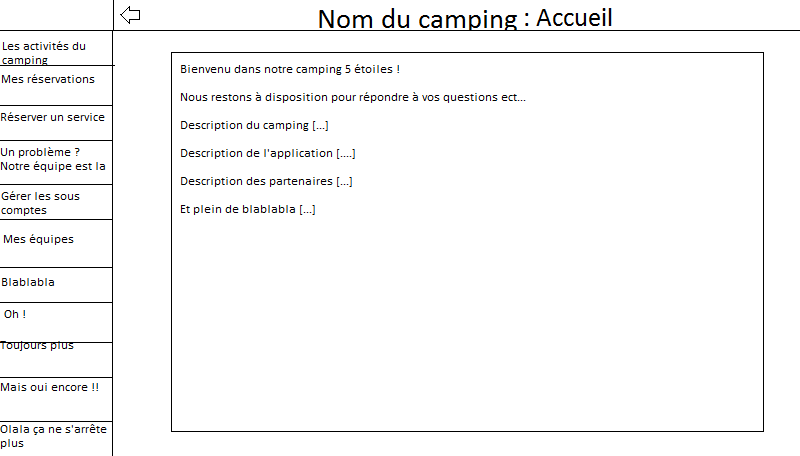 Nom du camping : Accueil
Les activités du
camping
Mes réservations
Réserver un service
Un problème ?
Notre équipe est la
Gérer les sous
comptes
Mes équipes
Blablabla
Oh !
Toujours plus
Mais oui encore !!
Olala ça ne s'arrête
plus
Bienvenu dans notre camping 5 étoiles !
Nous restons à disposition pour répondre à vos questions ect...
Description du camping [...]
Description de l'application [....]
Description des partenaires [...]
Et plein de blablabla [...]